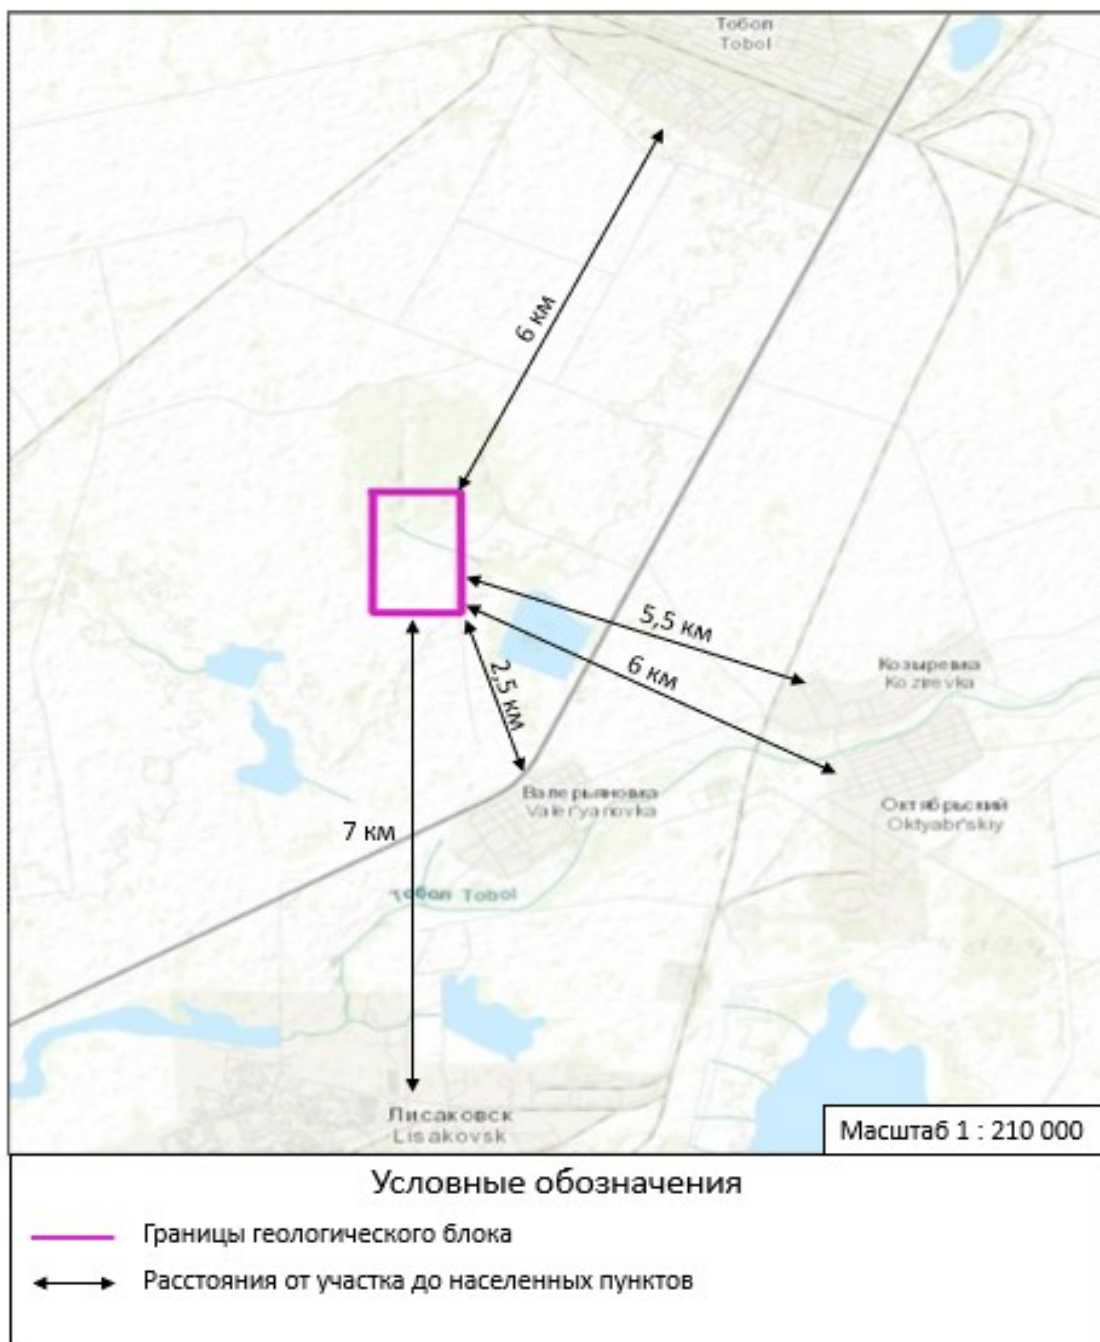 Тобол
Tobol
6 км
5,5 км
6 км
2,5 км
Козыревка
Kozirevka
Валерьяновка
Valer'yanovka
Октябрьский
Oktyabr'skiy
7 км
Тобол Tobol
Лисаковск
Lisakovsk
Масштаб 1 : 210 000
Условные обозначения
Границы геологического блока
Расстояния от участка до населенных пунктов